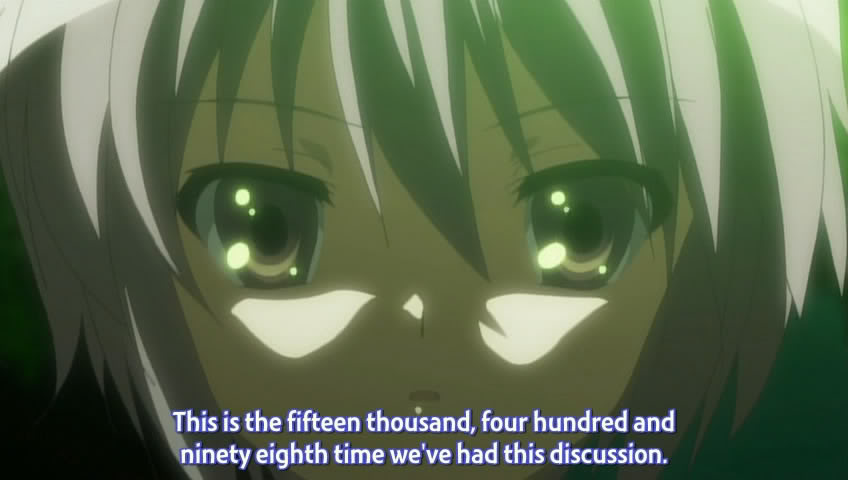 This is the fifteen thousand, four hundred and
ninety eighth time we've had this discussion.